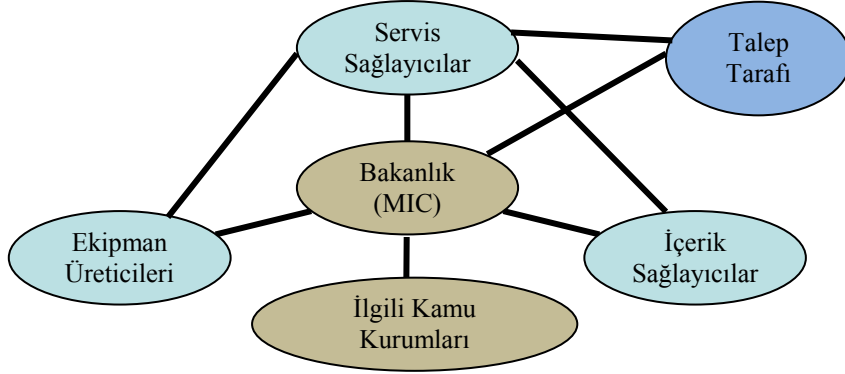 Servis
Sağlayıcılar
Talep
Tarafı
Bakanlık
(MIC)
Ekipman
Üreticileri
İçerik
Sağlayıcılar
İlgili Kamu
Kurumları